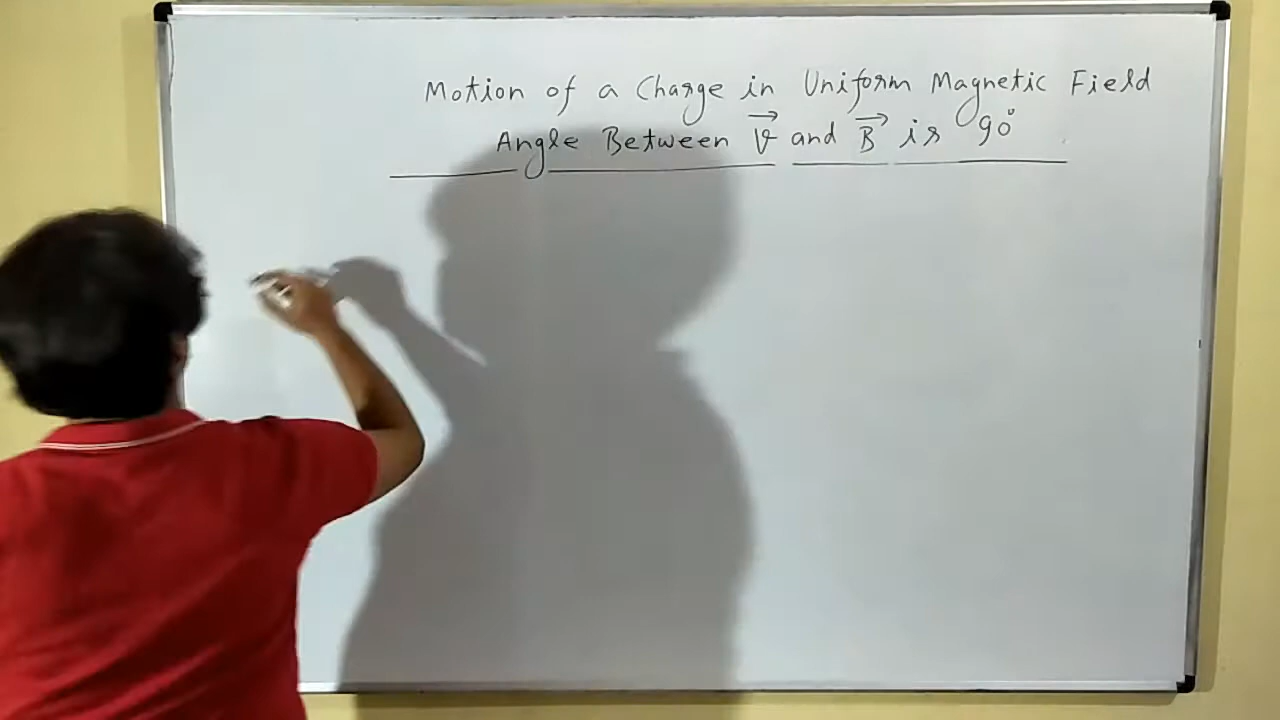 Motion of a Charge in Uniform Magnetic Field
Angle Between v⃗ and B⃗ is 90°